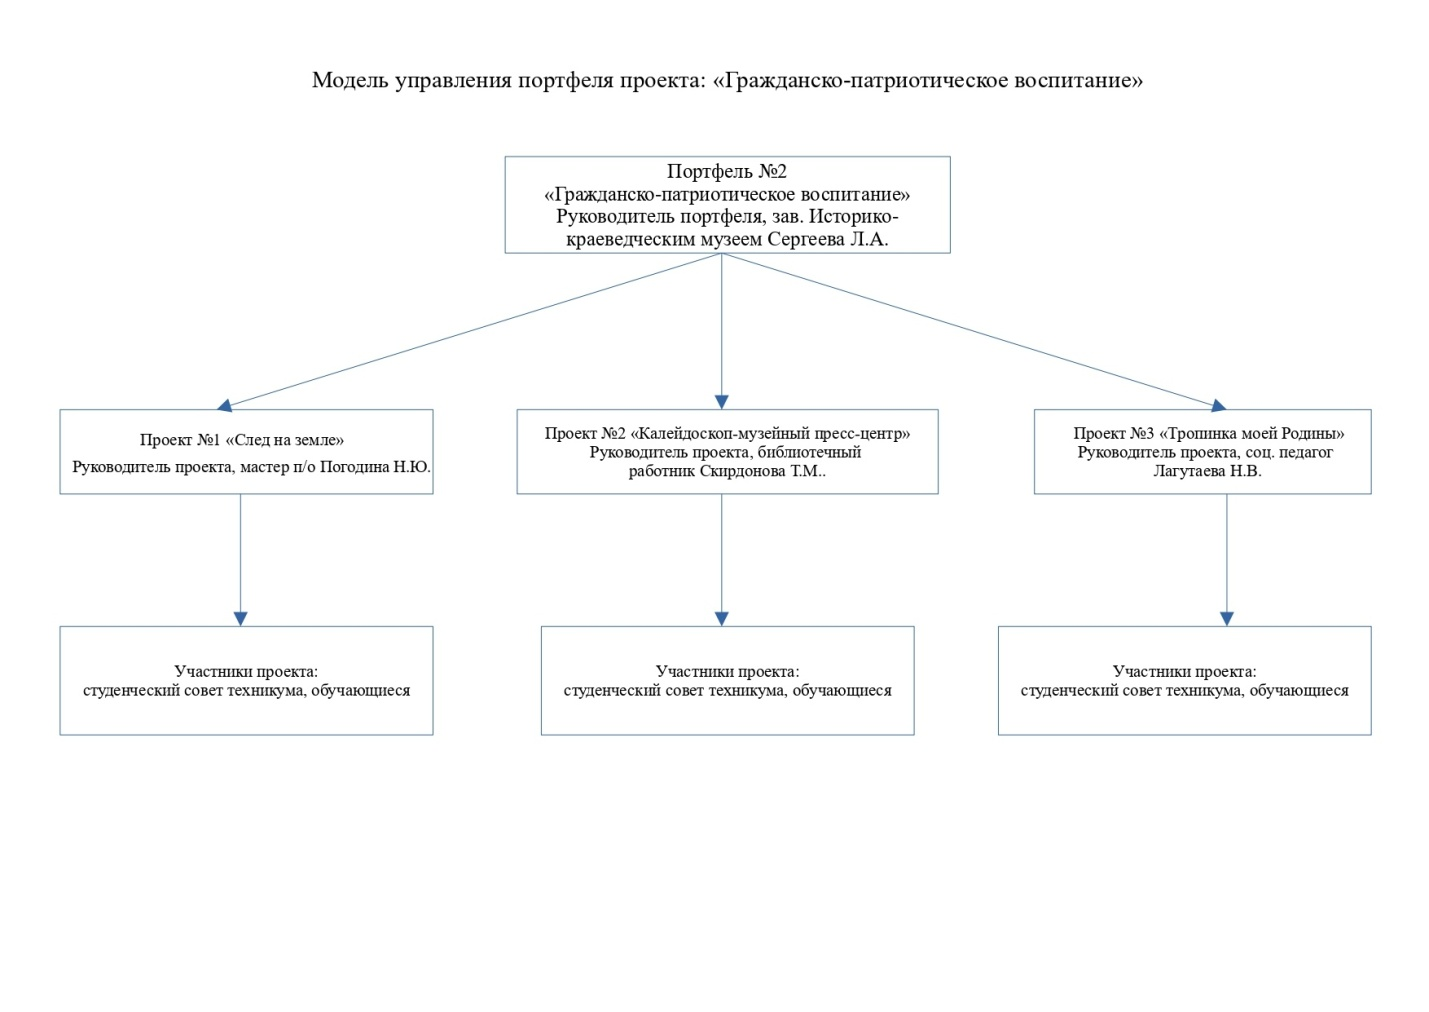 Модель управления портфеля проекта: «Гражданско-патриотическое воспитание»
Портфель №2
«Гражданско-патриотическое воспитание»
Руководитель портфеля, зав. Историко-
краеведческим музеем Сергеева Л.А.
Проект №1 «След на земле»
Руководитель проекта, мастер п/о Погодина Н.Ю.
Проект №2 «Калейдоскоп-музейный пресс-центр»
Руководитель проекта, библиотечный
работник Скирдонова Т.М..
Проект №3 «Тропинка моей Родины»
Руководитель проекта, соц. педагог
Лагутаева Н.В.
Участники проекта:
студенческий совет техникума, обучающиеся
Участники проекта:
студенческий совет техникума, обучающиеся
Участники проекта:
студенческий совет техникума, обучающиеся